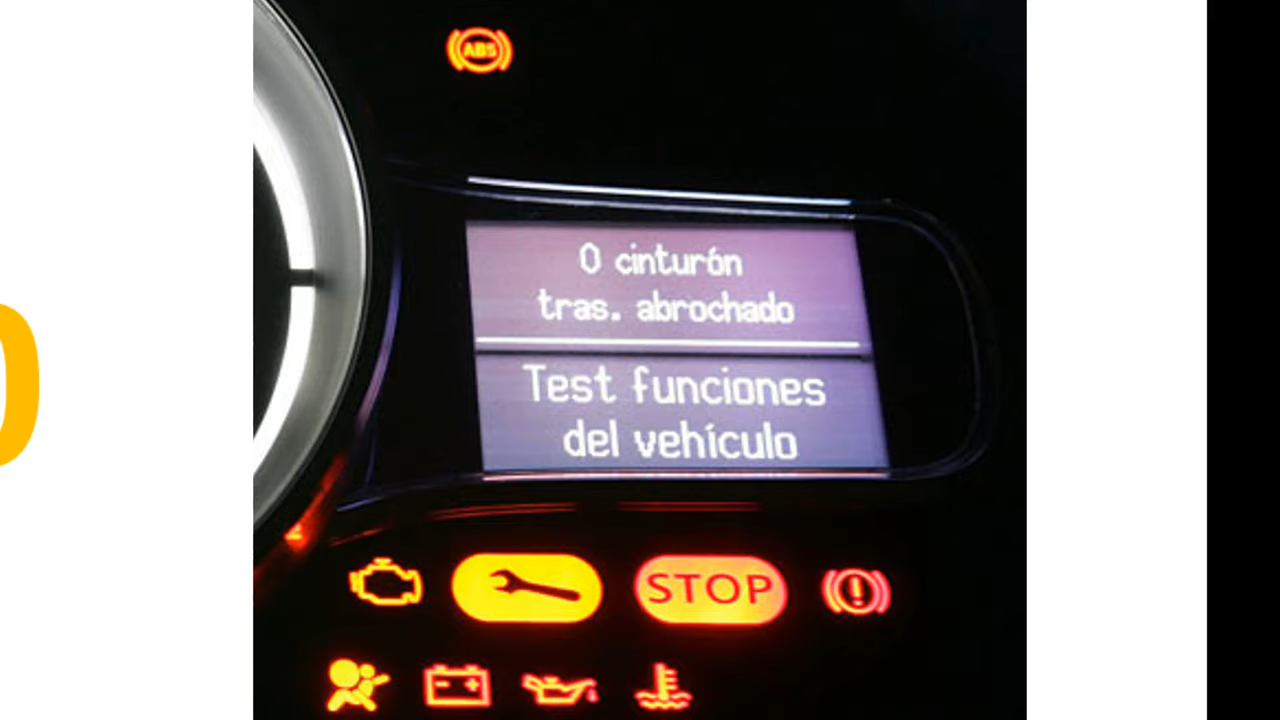 ABS
0 cinturón
tras. abrochado
Test funciones
del vehículo
STOP